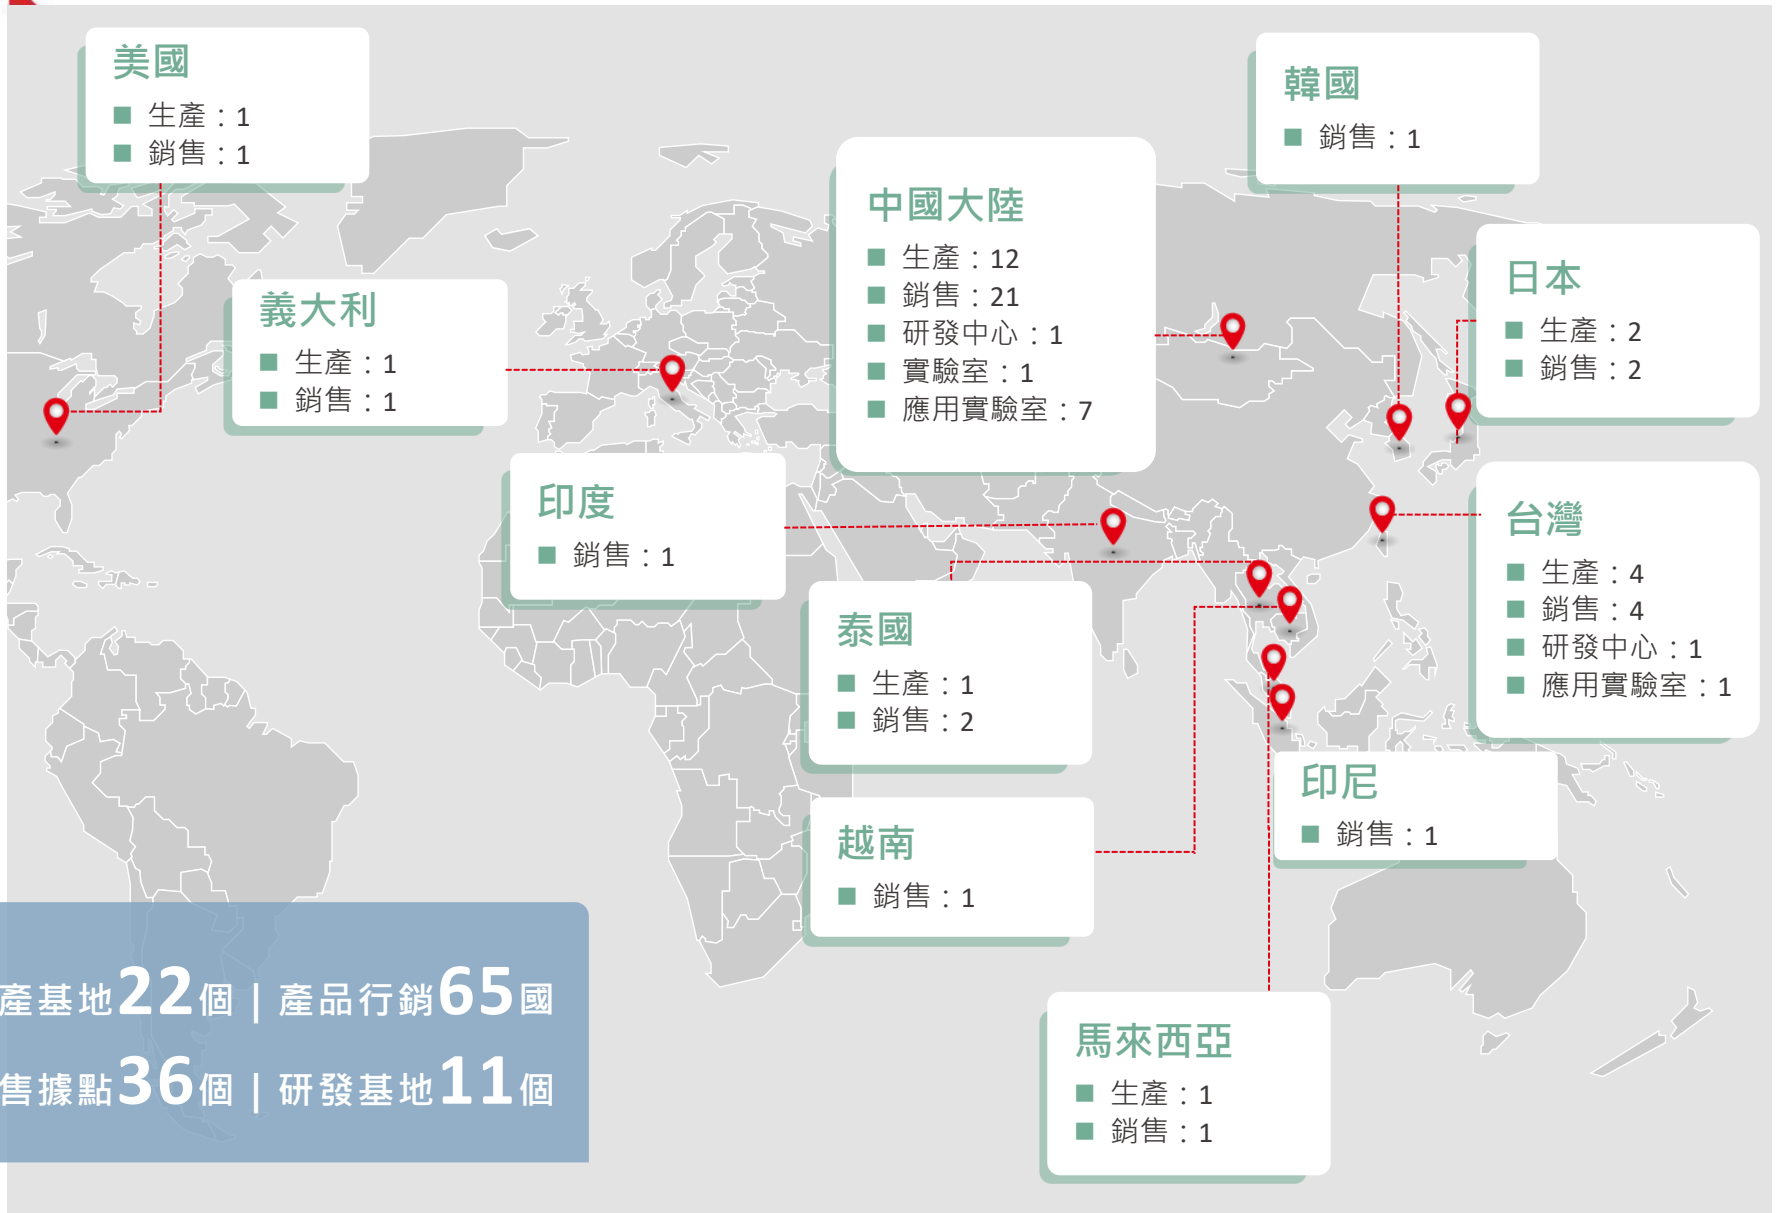 美國
生產：1
銷售：1
韓國
銷售：1
中國大陸
生產：12
銷售：21
研發中心：1
實驗室：1
應用實驗室：7
日本
生產：2
銷售：2
義大利
生產：1
銷售：1
印度
銷售：1
台灣
生產：4
銷售：4
研發中心：1
應用實驗室：1
泰國
生產：1
銷售：2
印尼
銷售：1
越南
銷售：1
產基地22個 | 產品行銷65國
售據點36個 | 研發基地11個
馬來西亞
生產：1
銷售：1